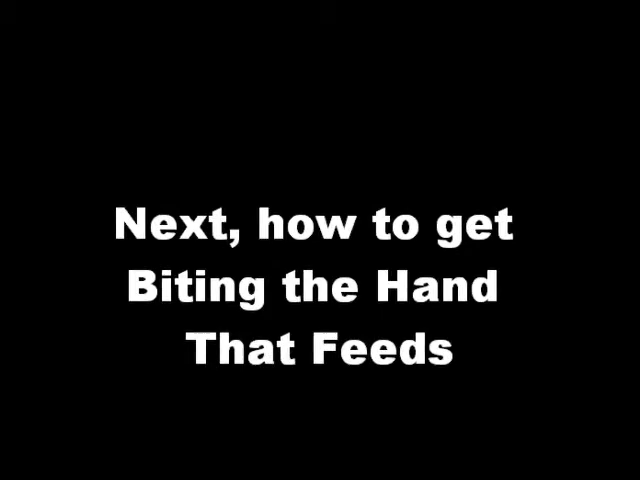 Next, how to get
Biting the Hand
That Feeds